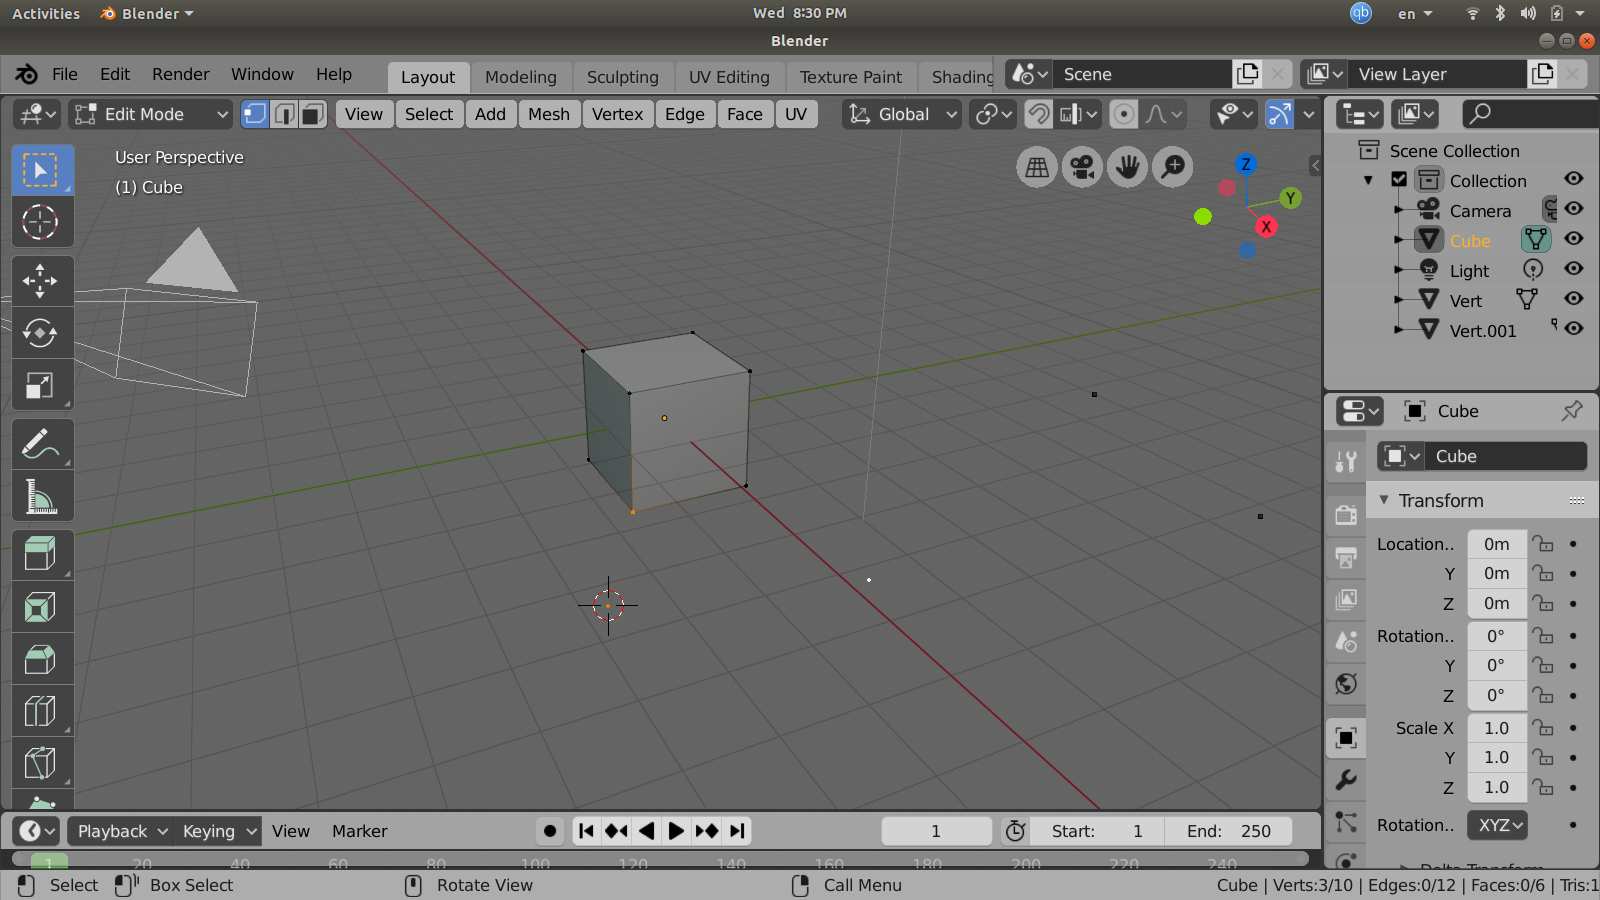 Activities Blender Wed 8:30 PM qb en
Blender
File Edit Render Window Help Layout Modeling Sculpting UV Editing Texture Paint Shading Scene View Layer
Edit Mode View Select Add Mesh Vertex Edge Face UV Global
User Perspective
(1) Cube
Z
Y
X
Scene Collection
Collection
Camera
Cube
Light
Vert
Vert.001
Cube
Cube
Transform
Location.. 0m
Y 0m
Z 0m
Rotation.. 0°
Y 0°
Z 0°
Scale X 1.0
Y 1.0
Z 1.0
Rotation.. XYZ
Delta Transform
Playback Keying View Marker 1 Start: 1 End: 250
1 20 40 60 80 100 120 140 160 180 200 220 240
Select Box Select Rotate View Call Menu Cube | Verts:3/10 | Edges:0/12 | Faces:0/6 | Tris:1